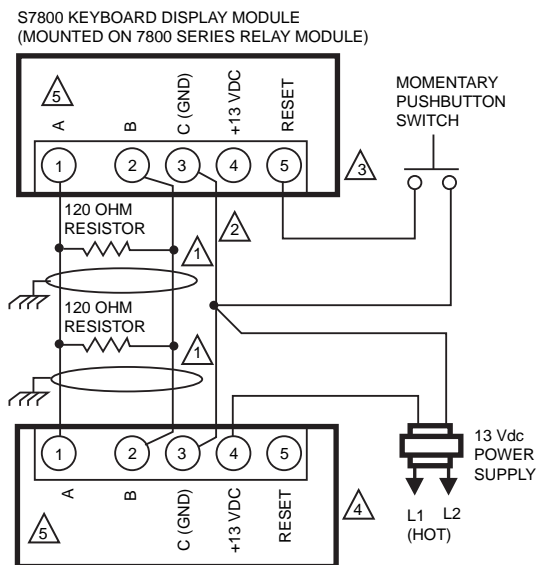 S7800 KEYBOARD DISPLAY MODULE
(MOUNTED ON 7800 SERIES RELAY MODULE)
5
A
B
C (GND)
+13 VDC
RESET
1
2
3
4
5
3
MOMENTARY
PUSHBUTTON
SWITCH
120 OHM
RESISTOR
1
2
120 OHM
RESISTOR
1
1
2
3
4
5
A
B
C (GND)
+13 VDC
RESET
5
4
13 Vdc
POWER
SUPPLY
L1
(HOT)
L2